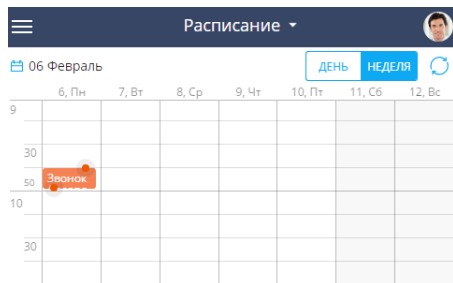 Расписание
06 Февраль ДЕНЬ НЕДЕЛЯ
6, Пн 7, Вт 8, Ср 9, Чт 10, Пт 11, Сб 12, Вс
9
30
Звонок
50
10
30